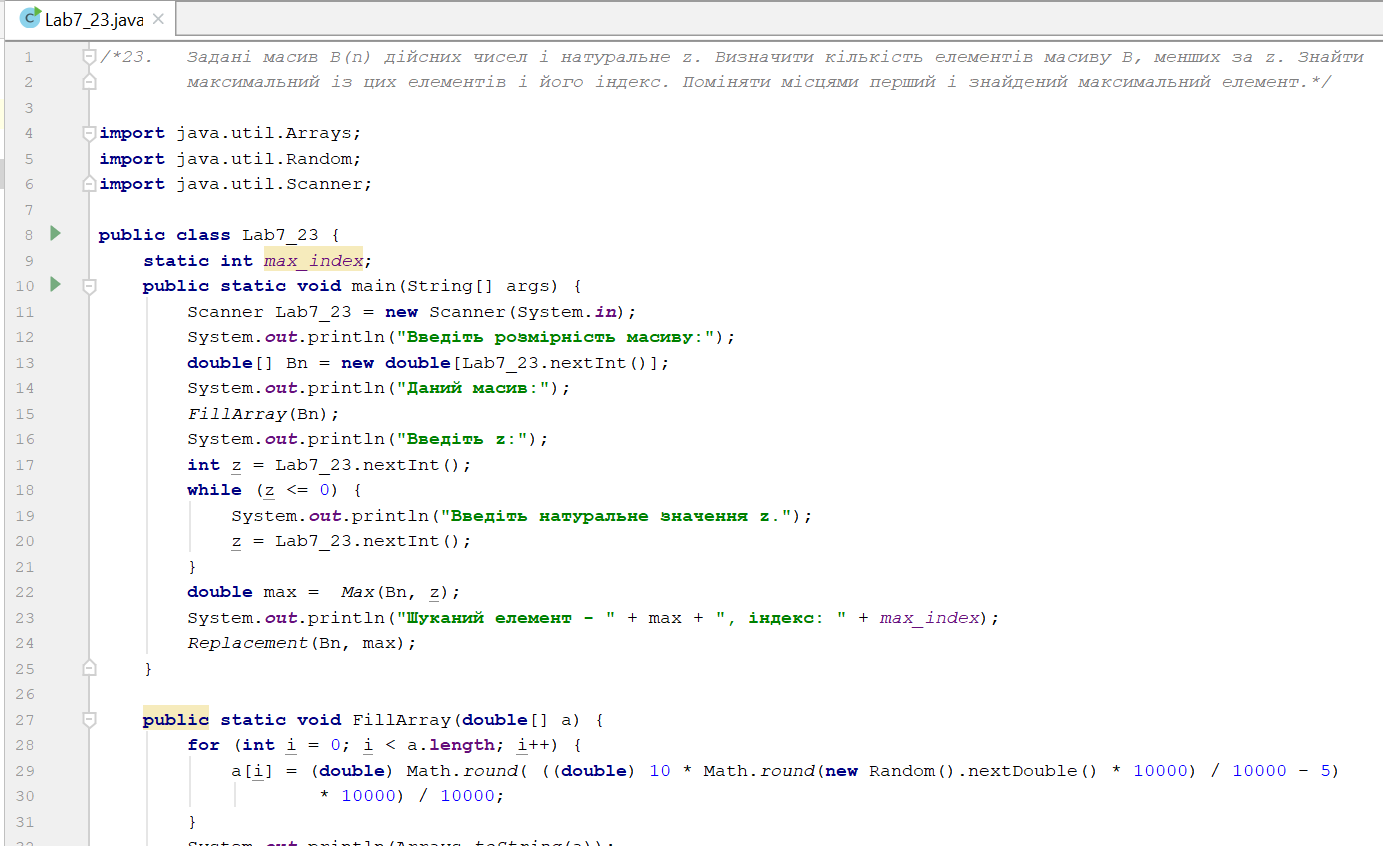 Lab7_23.java
1 /*23. Задані масив B(n) дійсних чисел і натуральне z. Визначити кількість елементів масиву B, менших за z. Знайти
2 максимальний із цих елементів і його індекс. Поміняти місцями перший і знайдений максимальний елемент.*/
3
4 import java.util.Arrays;
5 import java.util.Random;
6 import java.util.Scanner;
7
8 public class Lab7_23 {
9 static int max_index;
10 public static void main(String[] args) {
11 Scanner Lab7_23 = new Scanner(System.in);
12 System.out.println("Введіть розмірність масиву:");
13 double[] Bn = new double[Lab7_23.nextInt()];
14 System.out.println("Даний масив:");
15 FillArray(Bn);
16 System.out.println("Введіть z:");
17 int z = Lab7_23.nextInt();
18 while (z <= 0) {
19 System.out.println("Введіть натуральне значення z.");
20 z = Lab7_23.nextInt();
21 }
22 double max = Max(Bn, z);
23 System.out.println("Шуканий елемент - " + max + ", індекс: " + max_index);
24 Replacement(Bn, max);
25 }
26
27 public static void FillArray(double[] a) {
28 for (int i = 0; i < a.length; i++) {
29 a[i] = (double) Math.round( ((double) 10 * Math.round(new Random().nextDouble() * 10000) / 10000 - 5)
30 * 10000) / 10000;
31 }
32 System.out.println(Arrays.toString(a));